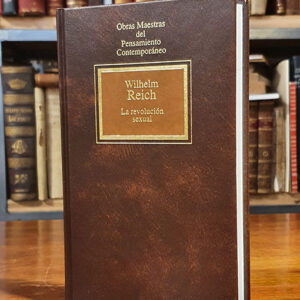 Obras Maestras
del
Pensamiento
Contemporáneo
Wilhelm
Reich
La revolución
sexual